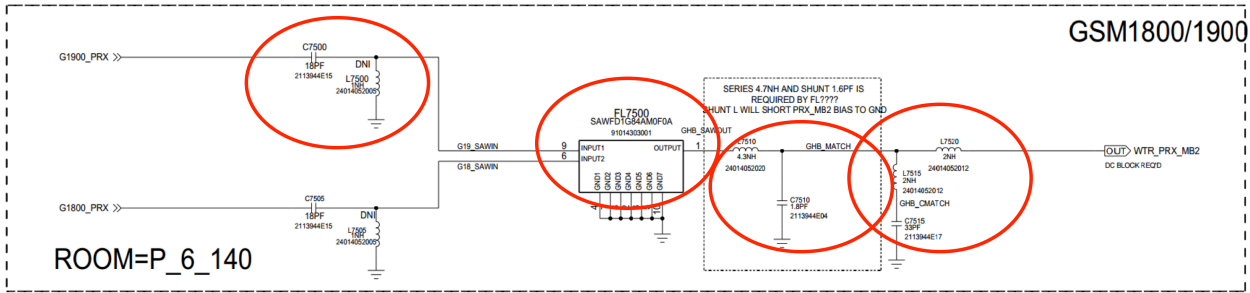 GSM1800/1900
G1900_PRX
C7500
18PF
2113944E15
DNI
L7500
1NH
24014052005
SERIES 4.7NH AND SHUNT 1.6PF IS
REQUIRED BY FL????
SHUNT L WILL SHORT PRX_MB2 BIAS TO GND
FL7500
SAWFD1G84AM0F0A
91014303001
G19_SAWIN
9
INPUT1
OUTPUT
1
GHB_SAWOUT
G18_SAWIN
6
INPUT2
GND1
GND2
GND3
GND4
GND5
GND6
GND7
4
10
L7510
4.3NH
24014052020
GHB_MATCH
C7510
1.8PF
2113944E04
L7520
2NH
24014052012
OUT
WTR_PRX_MB2
DC BLOCK REQ'D
L7515
2NH
24014052012
GHB_CMATCH
C7515
33PF
2113944E17
G1800_PRX
C7505
18PF
2113944E15
DNI
L7505
1NH
24014052005
ROOM=P_6_140